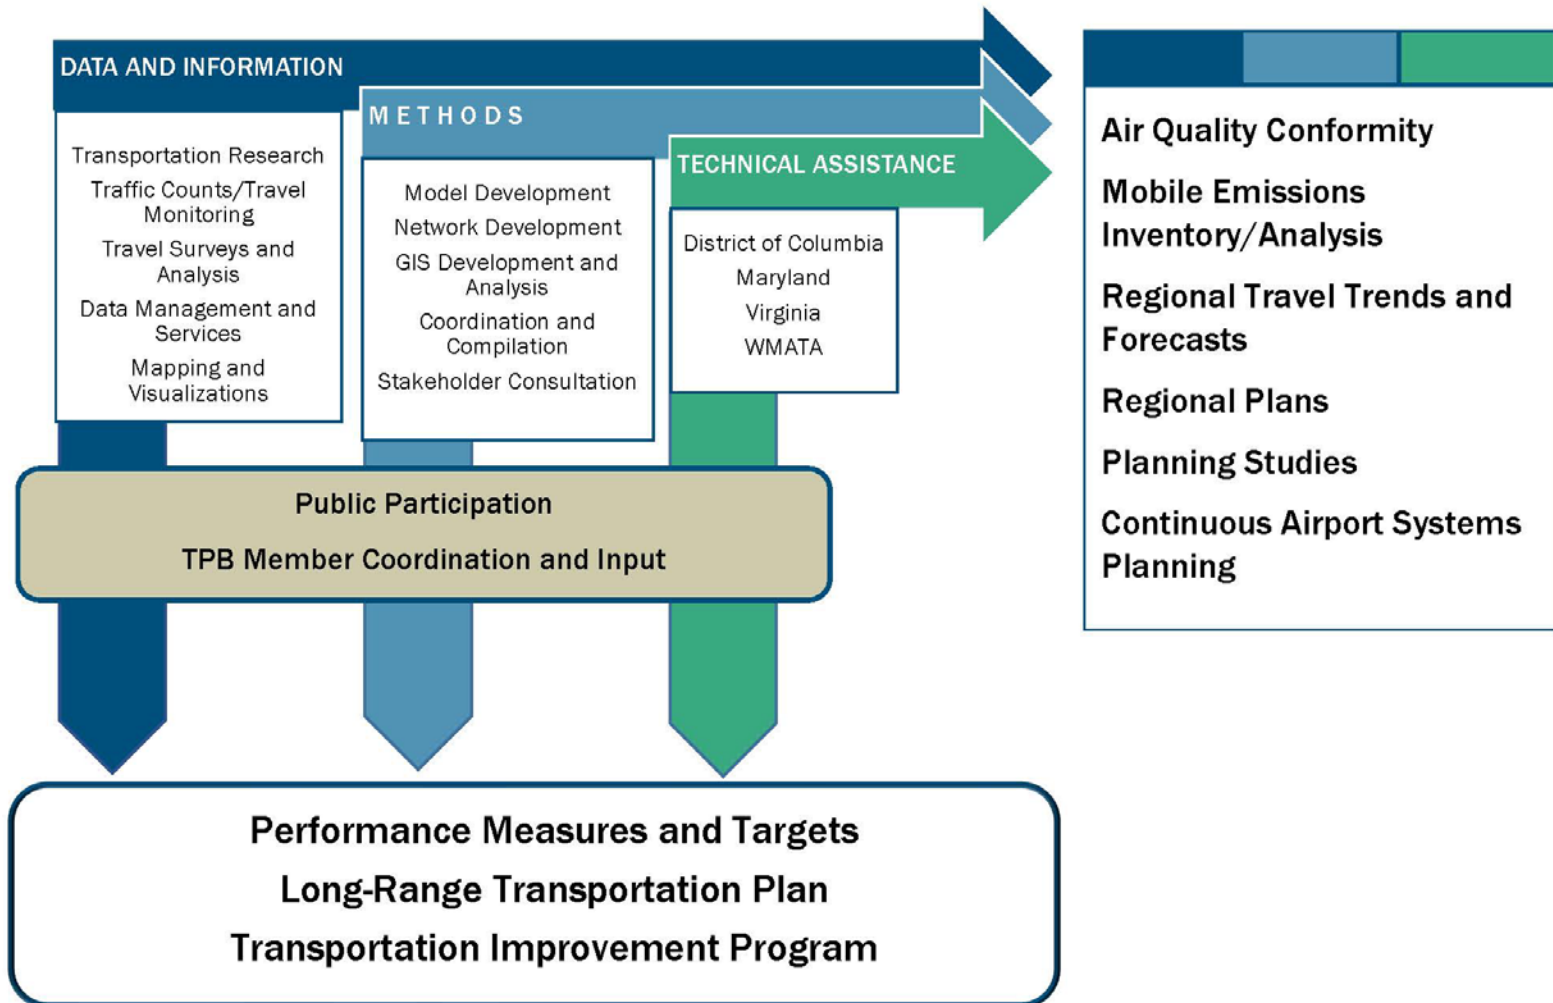 DATA AND INFORMATION
Transportation Research
Traffic Counts/Travel
Monitoring
Travel Surveys and
Analysis
Data Management and
Services
Mapping and
Visualizations
METHODS
Model Development
Network Development
GIS Development and
Analysis
Coordination and
Compilation
Stakeholder Consultation
TECHNICAL ASSISTANCE
District of Columbia
Maryland
Virginia
WMATA
Air Quality Conformity
Mobile Emissions
Inventory/Analysis
Regional Travel Trends and
Forecasts
Regional Plans
Planning Studies
Continuous Airport Systems
Planning
Public Participation
TPB Member Coordination and Input
Performance Measures and Targets
Long-Range Transportation Plan
Transportation Improvement Program